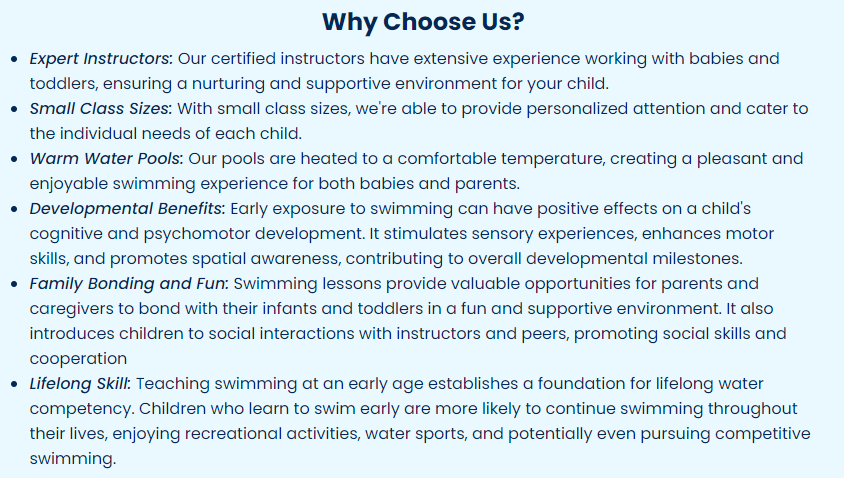 Why Choose Us?
• Expert Instructors: Our certified instructors have extensive experience working with babies and
toddlers, ensuring a nurturing and supportive environment for your child.
• Small Class Sizes: With small class sizes, we're able to provide personalized attention and cater to
the individual needs of each child.
• Warm Water Pools: Our pools are heated to a comfortable temperature, creating a pleasant and
enjoyable swimming experience for both babies and parents.
• Developmental Benefits: Early exposure to swimming can have positive effects on a child's
cognitive and psychomotor development. It stimulates sensory experiences, enhances motor
skills, and promotes spatial awareness, contributing to overall developmental milestones.
• Family Bonding and Fun: Swimming lessons provide valuable opportunities for parents and
caregivers to bond with their infants and toddlers in a fun and supportive environment. It also
introduces children to social interactions with instructors and peers, promoting social skills and
cooperation
• Lifelong Skill: Teaching swimming at an early age establishes a foundation for lifelong water
competency. Children who learn to swim early are more likely to continue swimming throughout
their lives, enjoying recreational activities, water sports, and potentially even pursuing competitive
swimming.